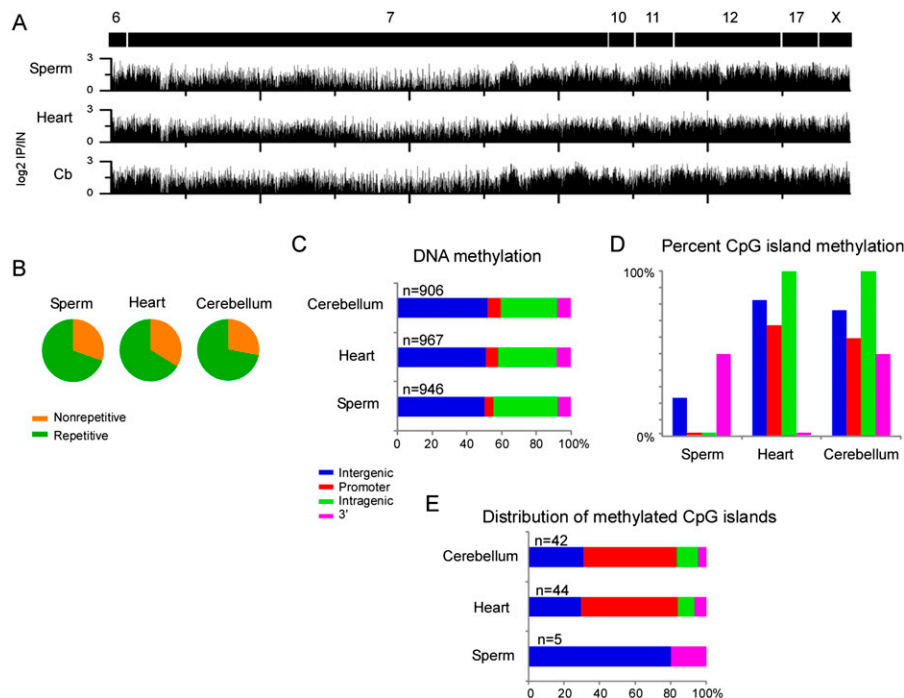 A
6 7 10 11 12 17 X
Sperm 3 0
Heart 3 0
Cb 3 0
log2 IP/IN
B
Sperm Heart Cerebellum
Nonrepetitive
Repetitive
C
DNA methylation
Cerebellum n=906
Heart n=967
Sperm n=946
0 20 40 60 80 100%
Intergenic
Promoter
Intragenic
3'
D
Percent CpG island methylation
100%
0%
Sperm Heart Cerebellum
E
Distribution of methylated CpG islands
Cerebellum n=42
Heart n=44
Sperm n=5
0 20 40 60 80 100%